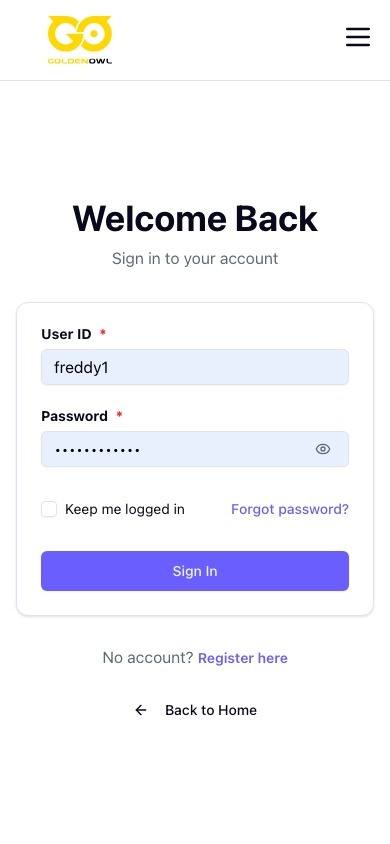 GO
GOLDENOWL
Welcome Back
Sign in to your account
User ID *
freddy1
Password *
••••••••••••
Keep me logged in Forgot password?
Sign In
No account? Register here
← Back to Home